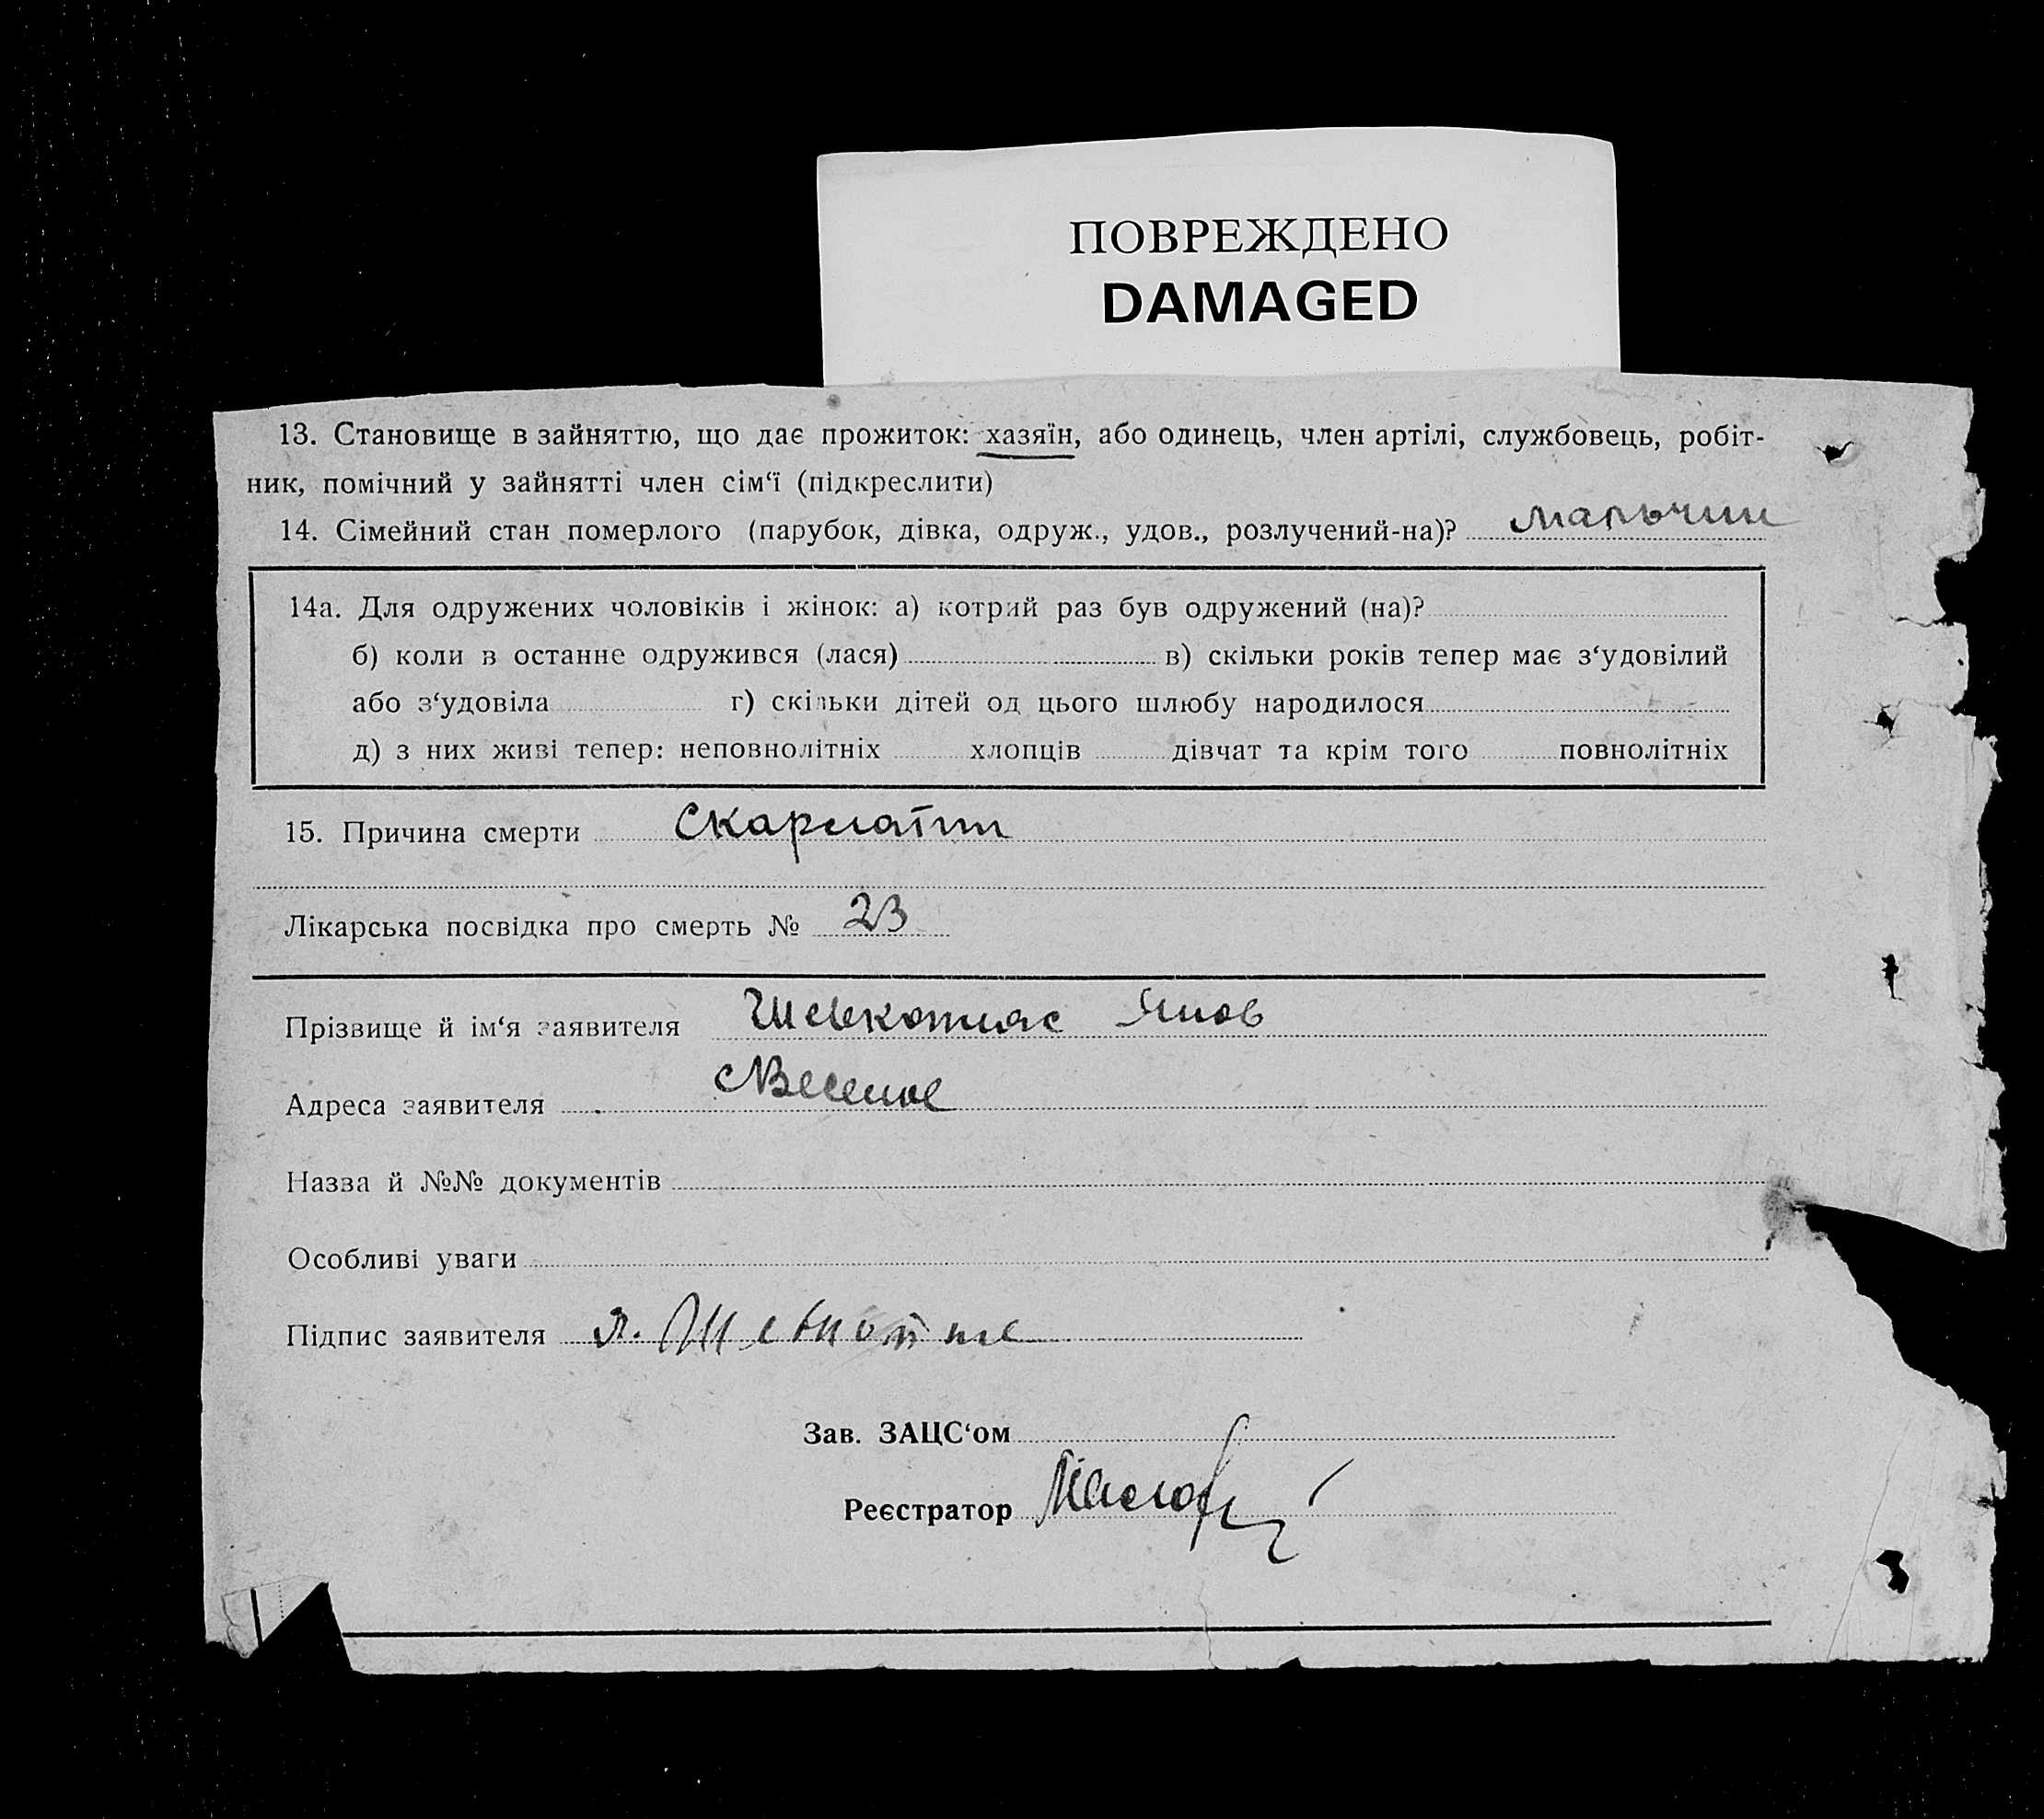 ПОВРЕЖДЕНО
DAMAGED
13. Становище в зайняттю, що дає прожиток: хазяїн, або одинець, член артілі, службовець, робіт-
ник, помічний у зайнятті член сім‘ї (підкреслити)
14. Сімейний стан померлого (парубок, дівка, одруж., удов., розлучений-на)?
14а. Для одружених чоловіків і жінок: а) котрий раз був одружений (на)?
б) коли в останне одружився (лася) в) скільки років тепер має з‘удовілий
або з‘удовіла г) скільки дітей од цього шлюбу народилося
д) з них живі тепер: неповнолітніх хлопців дівчат та крім того повнолітніх
15. Причина смерти Скарлатин
Лікарська посвідка про смерть № 23
Прізвище й ім‘я заявителя Яков
Адреса заявителя с Веселое
Назва й №№ документів
Особливі уваги
Підпис заявителя Я.
Зав. ЗАЦС‘ом
Реєстратор